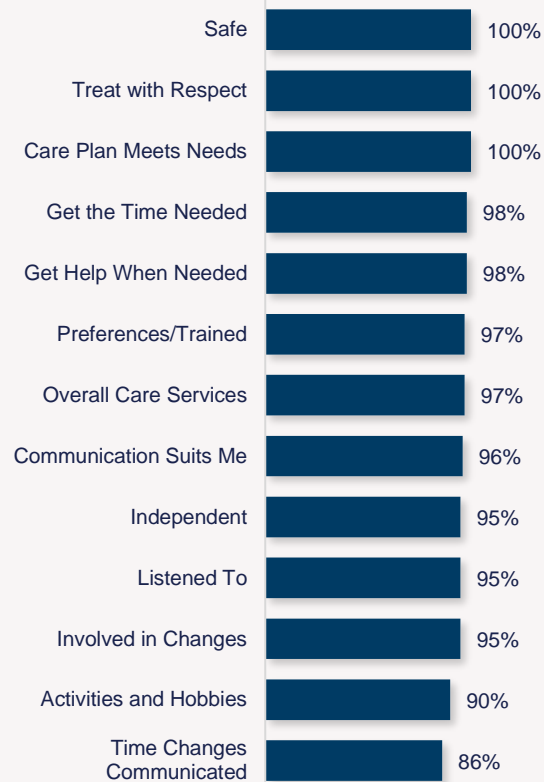 Safe 100%
Treat with Respect 100%
Care Plan Meets Needs 100%
Get the Time Needed 98%
Get Help When Needed 98%
Preferences/Trained 97%
Overall Care Services 97%
Communication Suits Me 96%
Independent 95%
Listened To 95%
Involved in Changes 95%
Activities and Hobbies 90%
Time Changes
Communicated 86%